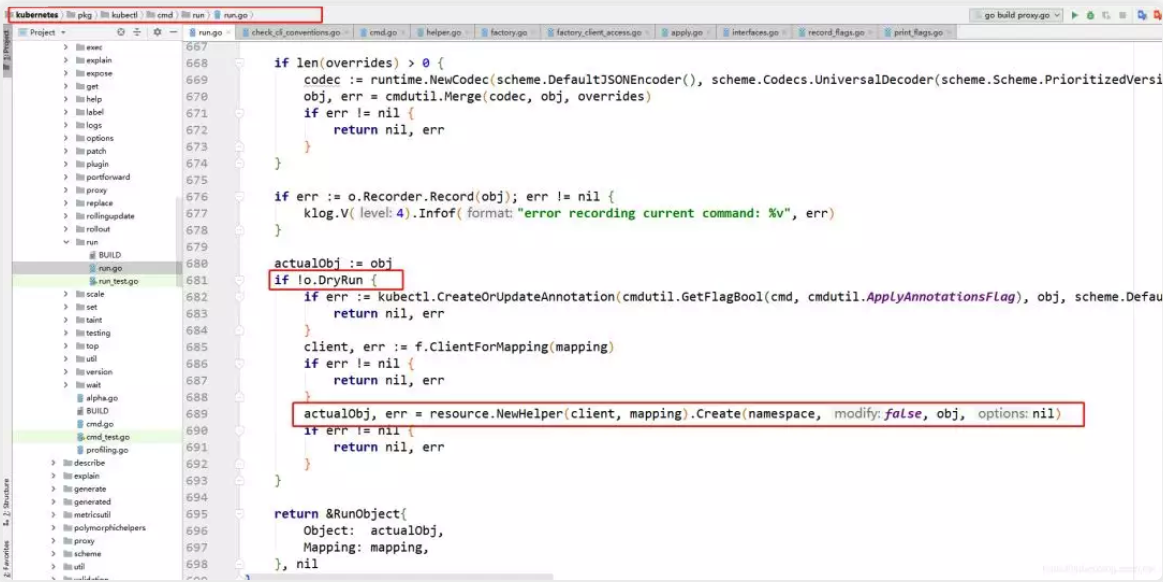 kubernetes pkg kubectl cmd run run.go
go build proxy.go
Project
run.go check_cli_conventions.go cmd.go helper.go factory.go factory_client_access.go apply.go interfaces.go record_flags.go print_flags.go
1: Project
exec
explain
expose
get
help
label
logs
options
patch
plugin
portforward
proxy
replace
rollingupdate
rollout
run
BUILD
run.go
run_test.go
scale
set
taint
testing
top
util
version
wait
alpha.go
BUILD
cmd.go
cmd_test.go
profiling.go
describe
explain
generate
generated
metricsutil
polymorphichelpers
proxy
scheme
util
validation
Z: Structure
2: Favorites
667
668 if len(overrides) > 0 {
669 codec := runtime.NewCodec(scheme.DefaultJSONEncoder(), scheme.Codecs.UniversalDecoder(scheme.Scheme.PrioritizedVersi
670 obj, err = cmdutil.Merge(codec, obj, overrides)
671 if err != nil {
672 return nil, err
673 }
674 }
675
676 if err := o.Recorder.Record(obj); err != nil {
677 klog.V( level: 4).Infof( format: "error recording current command: %v", err)
678 }
679
680 actualObj := obj
681 if !o.DryRun {
682 if err := kubectl.CreateOrUpdateAnnotation(cmdutil.GetFlagBool(cmd, cmdutil.ApplyAnnotationsFlag), obj, scheme.Defau
683 return nil, err
684 }
685 client, err := f.ClientForMapping(mapping)
686 if err != nil {
687 return nil, err
688 }
689 actualObj, err = resource.NewHelper(client, mapping).Create(namespace, modify: false, obj, options: nil)
690 if err != nil {
691 return nil, err
692 }
693 }
694
695 return &RunObject{
696 Object: actualObj,
697 Mapping: mapping,
698 }, nil
699 }